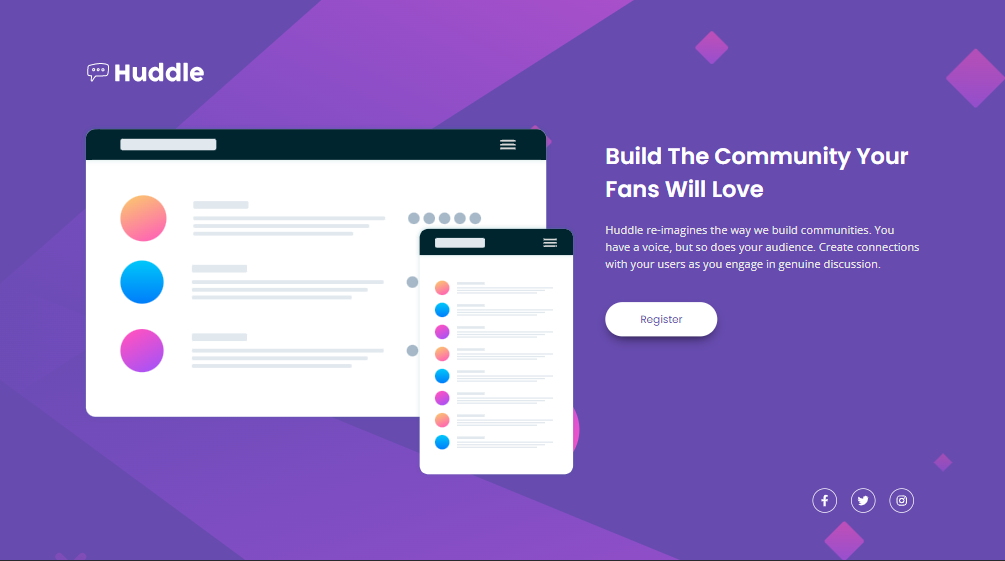 Huddle
Build The Community Your
Fans Will Love
Huddle re-imagines the way we build communities. You
have a voice, but so does your audience. Create connections
with your users as you engage in genuine discussion.
Register